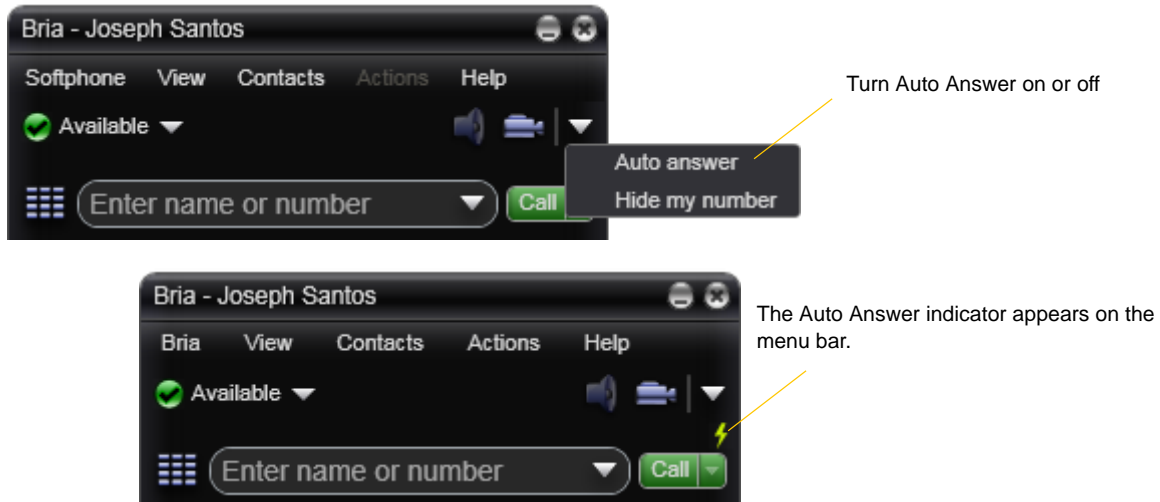 Bria - Joseph Santos
Softphone View Contacts Actions Help
Turn Auto Answer on or off
Available
Auto answer
Enter name or number Call Hide my number
Bria - Joseph Santos
The Auto Answer indicator appears on the
menu bar.
Bria View Contacts Actions Help
Available
Enter name or number Call